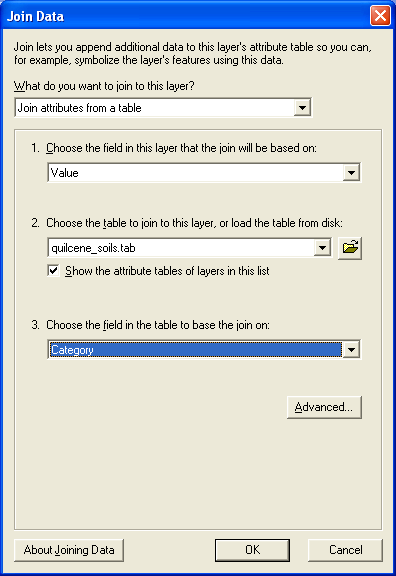 Join Data
Join lets you append additional data to this layer's attribute table so you can,
for example, symbolize the layer's features using this data.
What do you want to join to this layer?
Join attributes from a table
1. Choose the field in this layer that the join will be based on:
Value
2. Choose the table to join to this layer, or load the table from disk:
quilcene_soils.tab
Show the attribute tables of layers in this list
3. Choose the field in the table to base the join on:
Category
Advanced...
About Joining Data OK Cancel